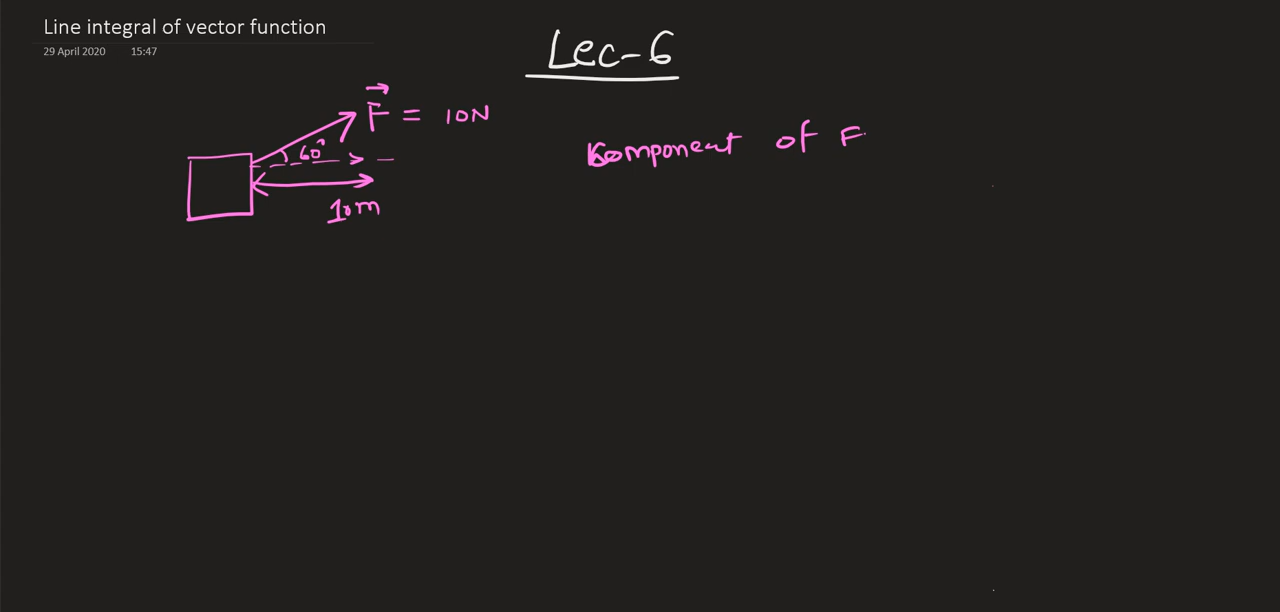 Line integral of vector function
29 April 2020 15:47
Lec-6
F⃗ = 10N
60°
10m
Component of F